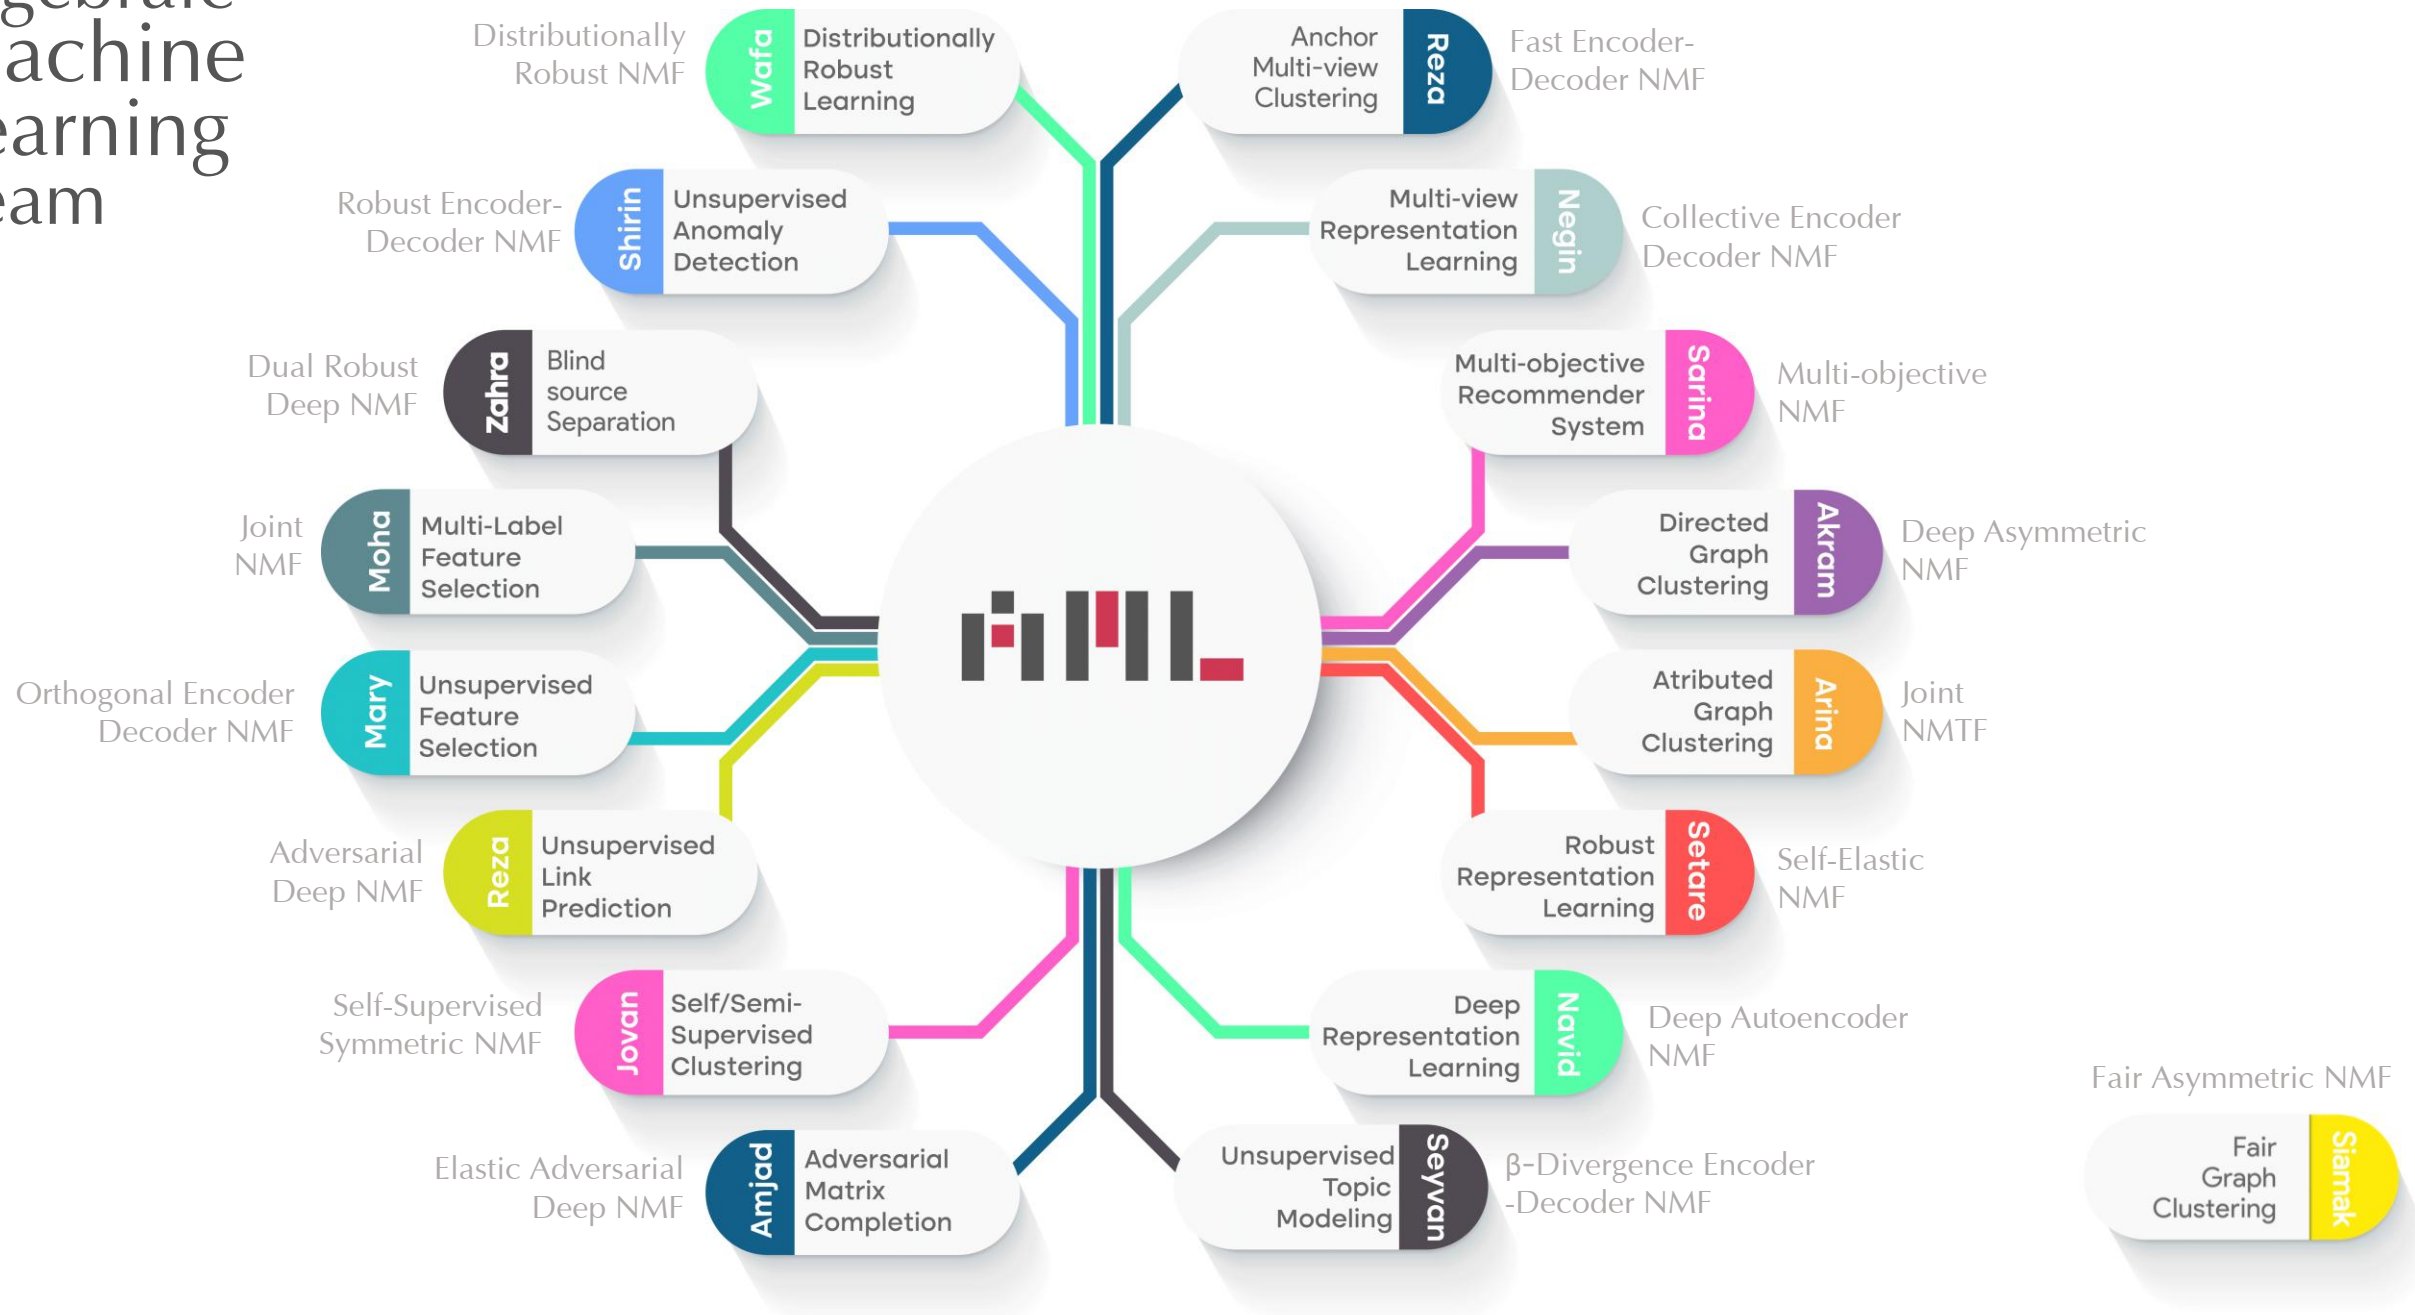 gebraic
achine
earning
eam
Distributionally
Robust NMF
Wafa
Distributionally
Robust
Learning
Anchor
Multi-view
Clustering
Reza
Fast Encoder-
Decoder NMF
Robust Encoder-
Decoder NMF
Shirin
Unsupervised
Anomaly
Detection
Multi-view
Representation
Learning
Negin
Collective Encoder
Decoder NMF
Dual Robust
Deep NMF
Zahra
Blind
source
Separation
Multi-objective
Recommender
System
Sarina
Multi-objective
NMF
Joint
NMF
Moha
Multi-Label
Feature
Selection
AML
Directed
Graph
Clustering
Akram
Deep Asymmetric
NMF
Orthogonal Encoder
Decoder NMF
Mary
Unsupervised
Feature
Selection
Atributed
Graph
Clustering
Arina
Joint
NMTF
Adversarial
Deep NMF
Reza
Unsupervised
Link
Prediction
Robust
Representation
Learning
Setare
Self-Elastic
NMF
Self-Supervised
Symmetric NMF
Jovan
Self/Semi-
Supervised
Clustering
Deep
Representation
Learning
Navid
Deep Autoencoder
NMF
Elastic Adversarial
Deep NMF
Amjad
Adversarial
Matrix
Completion
Unsupervised
Topic
Modeling
Seyvan
β-Divergence Encoder
-Decoder NMF
Fair Asymmetric NMF
Fair
Graph
Clustering
Siamak